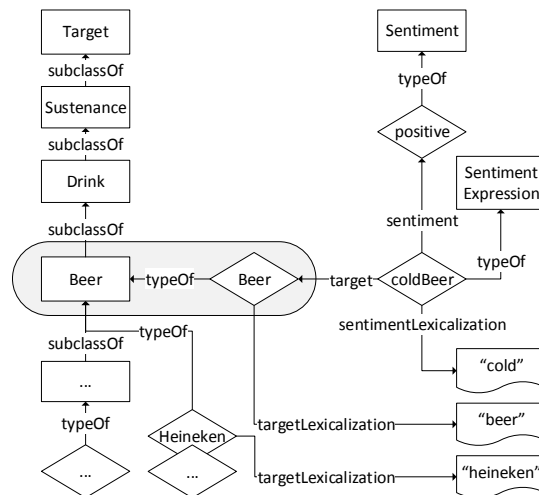 Target
Sentiment
subclassOf
typeOf
Sustenance
positive
subclassOf
Drink
Sentiment
Expression
subclassOf
sentiment
Beer
typeOf
Beer
target
coldBeer
typeOf
sentimentLexicalization
subclassOf
typeOf
...
“cold”
typeOf
Heineken
targetLexicalization
“beer”
...
...
targetLexicalization
“heineken”